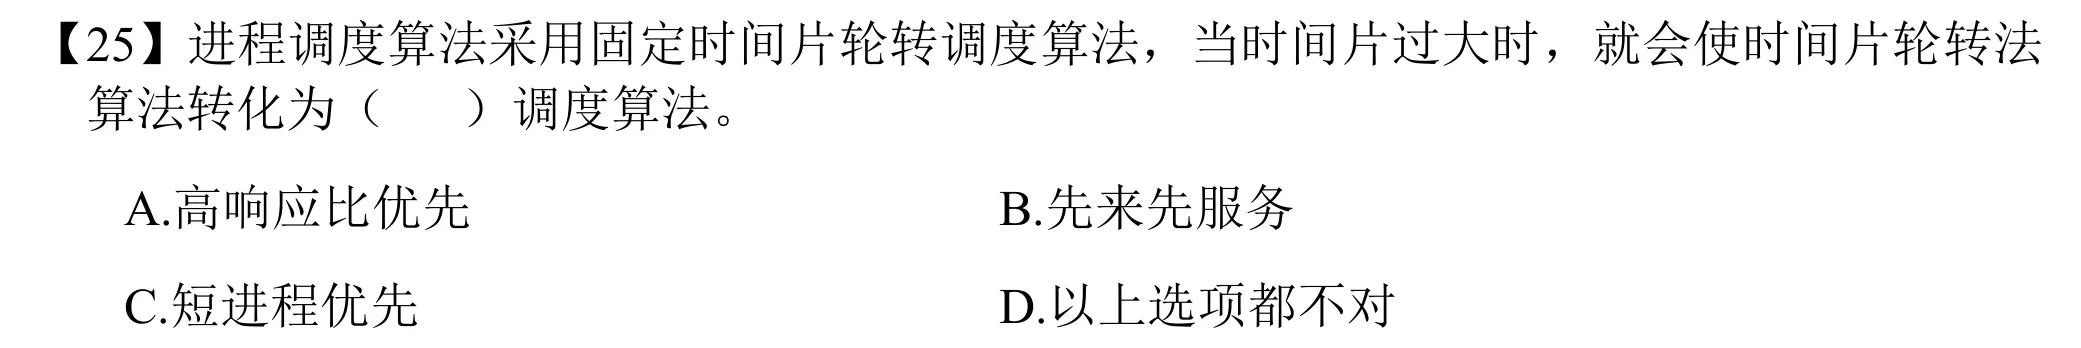 【25】进程调度算法采用固定时间片轮转调度算法，当时间片过大时，就会使时间片轮转法
算法转化为（ ）调度算法。
A.高响应比优先 B.先来先服务
C.短进程优先 D.以上选项都不对